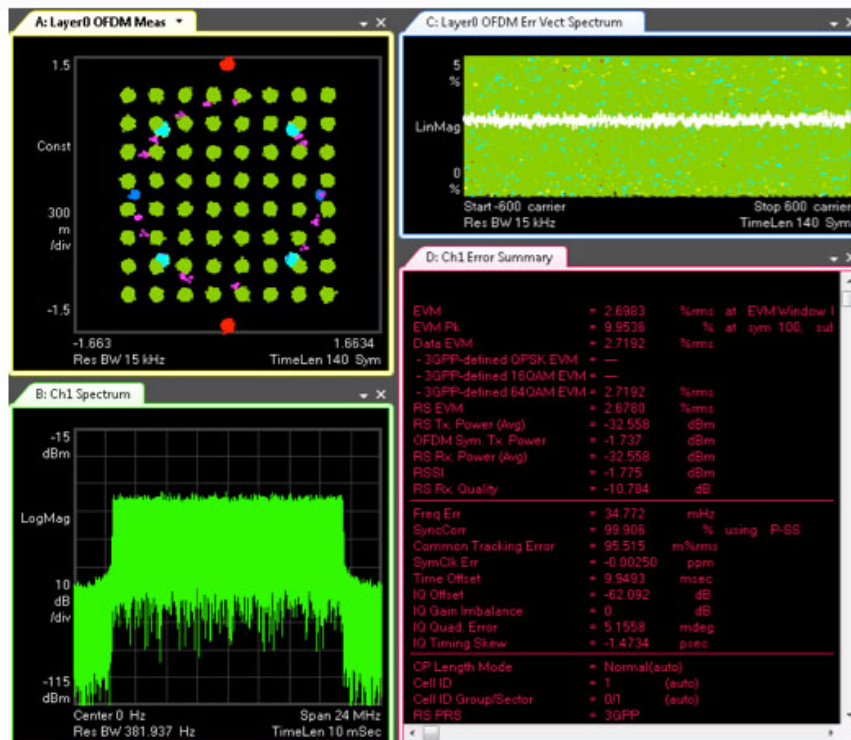 A: Layer0 OFDM Meas
1.5
Const
300
m
/div
-1.5
-1.663
1.6634
Res BW 15 kHz
TimeLen 140 Sym
B: Ch1 Spectrum
-15
dBm
LogMag
10
dB
/div
-115
dBm
Center 0 Hz
Span 24 MHz
Res BW 381.937 Hz
TimeLen 10 mSec
C: Layer0 OFDM Err Vect Spectrum
5
%
LinMag
0
%
Start -600 carrier
Stop 600 carrier
Res BW 15 kHz
TimeLen 140 Sym
D: Ch1 Error Summary
EVM = 2.6983 %rms at EVM Window
EVM Pk = 9.9536 % at sym 100, sub
Data EVM = 2.7192 %rms
- 3GPP-defined QPSK EVM = —
- 3GPP-defined 16QAM EVM = —
- 3GPP-defined 64QAM EVM = 2.7192 %rms
RS EVM = 2.6780 %rms
RS Tx. Power (Avg) = -32.558 dBm
OFDM Sym. Tx. Power = -1.737 dBm
RS Rx. Power (Avg) = -32.558 dBm
RSSI = -1.775 dBm
RS Rx. Quality = -10.784 dB
Freq Err = 34.772 mHz
SyncCorr = 99.906 % using P-SS
Common Tracking Error = 95.515 m%rms
SymClk Err = -0.00250 ppm
Time Offset = 9.9493 msec
IQ Offset = -62.092 dB
IQ Gain Imbalance = 0. dB
IQ Quad. Error = 5.1558 mdeg
IQ Timing Skew = -1.4734 psec
CP Length Mode = Normal(auto)
Cell ID = 1 (auto)
Cell ID Group/Sector = 0/1 (auto)
RS PRS = 3GPP